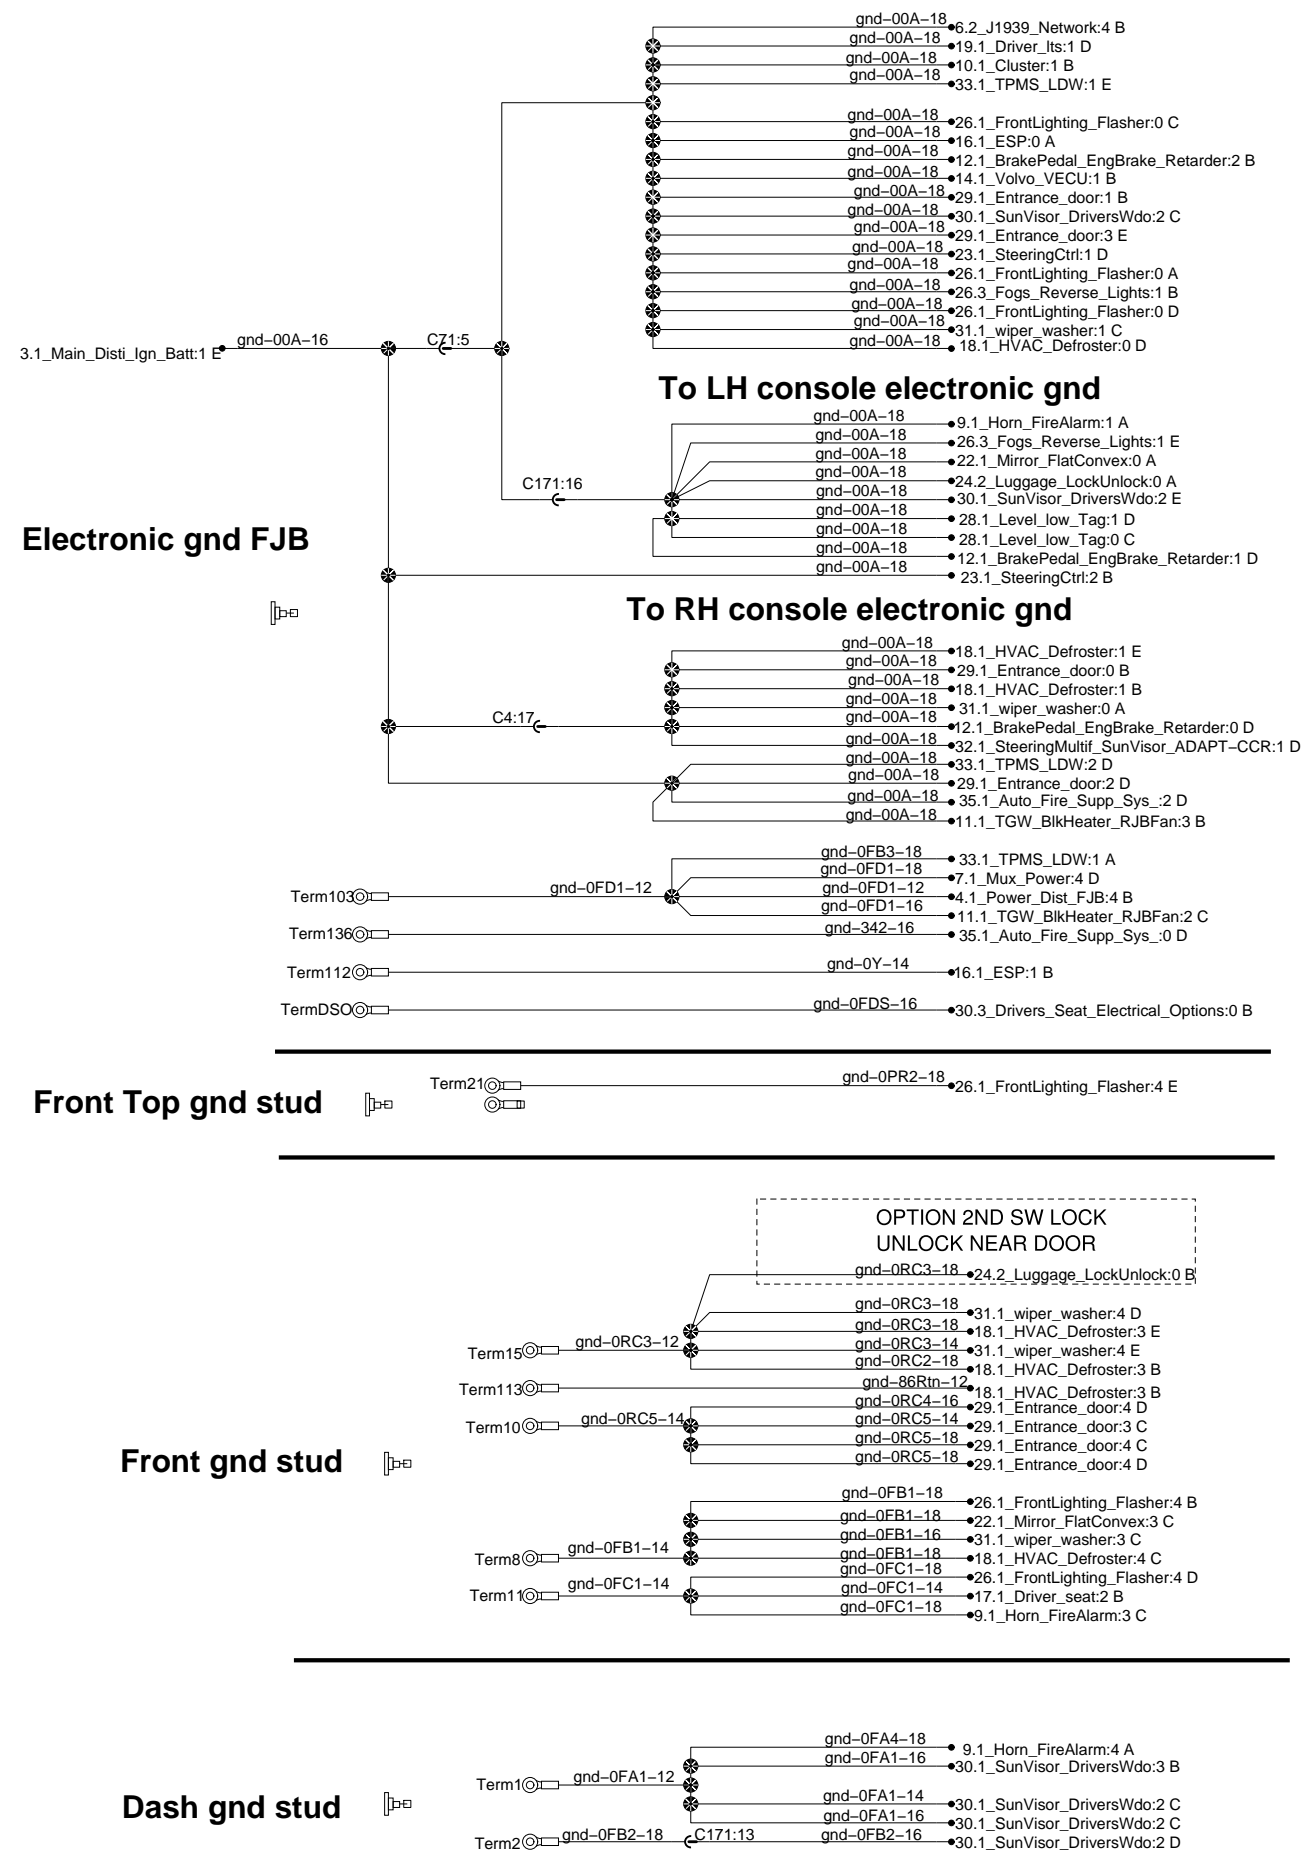 gnd−00A−18 6.2_J1939_Network:4 B
gnd−00A−18 19.1_Driver_lts:1 D
gnd−00A−18 10.1_Cluster:1 B
gnd−00A−18 33.1_TPMS_LDW:1 E
gnd−00A−18 26.1_FrontLighting_Flasher:0 C
gnd−00A−18 16.1_ESP:0 A
gnd−00A−18 12.1_BrakePedal_EngBrake_Retarder:2 B
gnd−00A−18 14.1_Volvo_VECU:1 B
gnd−00A−18 29.1_Entrance_door:1 B
gnd−00A−18 30.1_SunVisor_DriversWdo:2 C
gnd−00A−18 29.1_Entrance_door:3 E
gnd−00A−18 23.1_SteeringCtrl:1 D
gnd−00A−18 26.1_FrontLighting_Flasher:0 A
gnd−00A−18 26.3_Fogs_Reverse_Lights:1 B
gnd−00A−18 26.1_FrontLighting_Flasher:0 D
gnd−00A−18 31.1_wiper_washer:1 C
3.1_Main_Disti_Ign_Batt:1 E gnd−00A−16 C71:5 gnd−00A−18 18.1_HVAC_Defroster:0 D
To LH console electronic gnd
gnd−00A−18 9.1_Horn_FireAlarm:1 A
gnd−00A−18 26.3_Fogs_Reverse_Lights:1 E
gnd−00A−18 22.1_Mirror_FlatConvex:0 A
gnd−00A−18 24.2_Luggage_LockUnlock:0 A
C171:16 gnd−00A−18 30.1_SunVisor_DriversWdo:2 E
gnd−00A−18 28.1_Level_low_Tag:1 D
gnd−00A−18 28.1_Level_low_Tag:0 C
Electronic gnd FJB
gnd−00A−18 12.1_BrakePedal_EngBrake_Retarder:1 D
gnd−00A−18 23.1_SteeringCtrl:2 B
To RH console electronic gnd
gnd−00A−18 18.1_HVAC_Defroster:1 E
gnd−00A−18 29.1_Entrance_door:0 B
gnd−00A−18 18.1_HVAC_Defroster:1 B
gnd−00A−18 31.1_wiper_washer:0 A
C4:17 gnd−00A−18 12.1_BrakePedal_EngBrake_Retarder:0 D
gnd−00A−18 32.1_SteeringMultif_SunVisor_ADAPT−CCR:1 D
gnd−00A−18 33.1_TPMS_LDW:2 D
gnd−00A−18 29.1_Entrance_door:2 D
gnd−00A−18 35.1_Auto_Fire_Supp_Sys_:2 D
gnd−00A−18 11.1_TGW_BlkHeater_RJBFan:3 B
gnd−0FB3−18 33.1_TPMS_LDW:1 A
gnd−0FD1−18 7.1_Mux_Power:4 D
Term103 gnd−0FD1−12 gnd−0FD1−12 4.1_Power_Dist_FJB:4 B
gnd−0FD1−16 11.1_TGW_BlkHeater_RJBFan:2 C
Term136 gnd−342−16 35.1_Auto_Fire_Supp_Sys_:0 D
Term112 gnd−0Y−14 16.1_ESP:1 B
TermDSO gnd−0FDS−16 30.3_Drivers_Seat_Electrical_Options:0 B
Term21 gnd−0PR2−18 26.1_FrontLighting_Flasher:4 E
Front Top gnd stud
OPTION 2ND SW LOCK
UNLOCK NEAR DOOR
gnd−0RC3−18 24.2_Luggage_LockUnlock:0 B
gnd−0RC3−18 31.1_wiper_washer:4 D
gnd−0RC3−18 18.1_HVAC_Defroster:3 E
Term15 gnd−0RC3−12 gnd−0RC3−14 31.1_wiper_washer:4 E
gnd−0RC2−18 18.1_HVAC_Defroster:3 B
Term113 gnd−86Rtn−12 18.1_HVAC_Defroster:3 B
gnd−0RC4−16 29.1_Entrance_door:4 D
Term10 gnd−0RC5−14 gnd−0RC5−14 29.1_Entrance_door:3 C
gnd−0RC5−18 29.1_Entrance_door:4 C
Front gnd stud
gnd−0RC5−18 29.1_Entrance_door:4 D
gnd−0FB1−18 26.1_FrontLighting_Flasher:4 B
gnd−0FB1−18 22.1_Mirror_FlatConvex:3 C
gnd−0FB1−16 31.1_wiper_washer:3 C
Term8 gnd−0FB1−14 gnd−0FB1−18 18.1_HVAC_Defroster:4 C
gnd−0FC1−18 26.1_FrontLighting_Flasher:4 D
Term11 gnd−0FC1−14 gnd−0FC1−14 17.1_Driver_seat:2 B
gnd−0FC1−18 9.1_Horn_FireAlarm:3 C
gnd−0FA4−18 9.1_Horn_FireAlarm:4 A
gnd−0FA1−16 30.1_SunVisor_DriversWdo:3 B
Term1 gnd−0FA1−12
Dash gnd stud
gnd−0FA1−14 30.1_SunVisor_DriversWdo:2 C
gnd−0FA1−16 30.1_SunVisor_DriversWdo:2 C
Term2 gnd−0FB2−18 C171:13 gnd−0FB2−16 30.1_SunVisor_DriversWdo:2 D